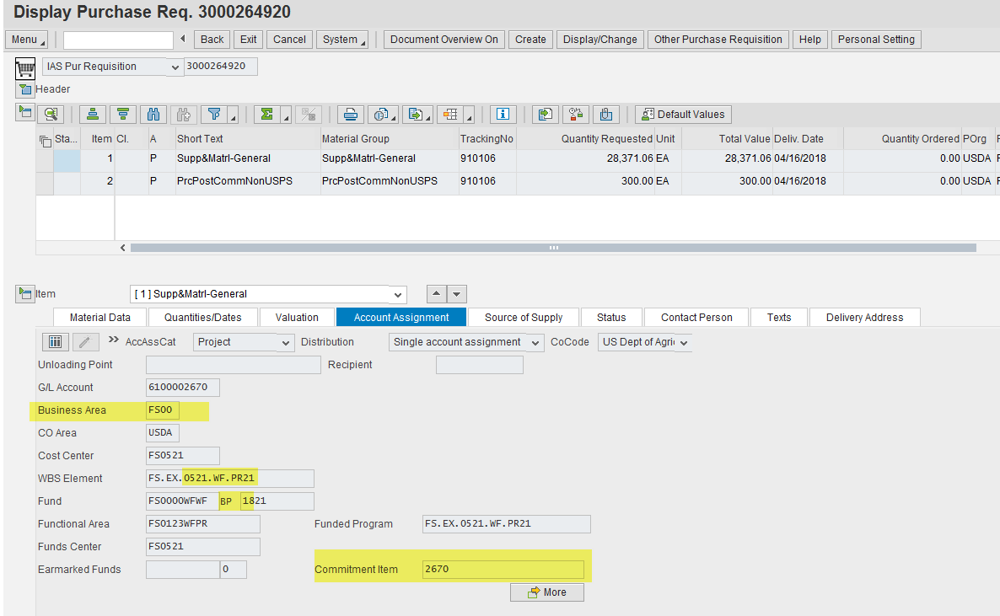 Display Purchase Req. 3000264920
Menu Back Exit Cancel System Document Overview On Create Display/Change Other Purchase Requisition Help Personal Setting
IAS Pur Requisition 3000264920
Header
Default Values
Sta... Item Cl. A Short Text Material Group TrackingNo Quantity Requested Unit Total Value Deliv. Date Quantity Ordered POrg
1 P Supp&Matrl-General Supp&Matrl-General 910106 28,371.06 EA 28,371.06 04/16/2018 0.00 USDA
2 P PrcPostCommNonUSPS PrcPostCommNonUSPS 910106 300.00 EA 300.00 04/16/2018 0.00 USDA
Item [ 1 ] Supp&Matrl-General
Material Data Quantities/Dates Valuation Account Assignment Source of Supply Status Contact Person Texts Delivery Address
AccAssCat Project Distribution Single account assignment CoCode US Dept of Agri
Unloading Point Recipient
G/L Account 6100002670
Business Area FS00
CO Area USDA
Cost Center FS0521
WBS Element FS.EX.0521.WF.PR21
Fund FS0000WFWF BP 1821
Functional Area FS0123WFPR Funded Program FS.EX.0521.WF.PR21
Funds Center FS0521
Earmarked Funds 0 Commitment Item 2670
More